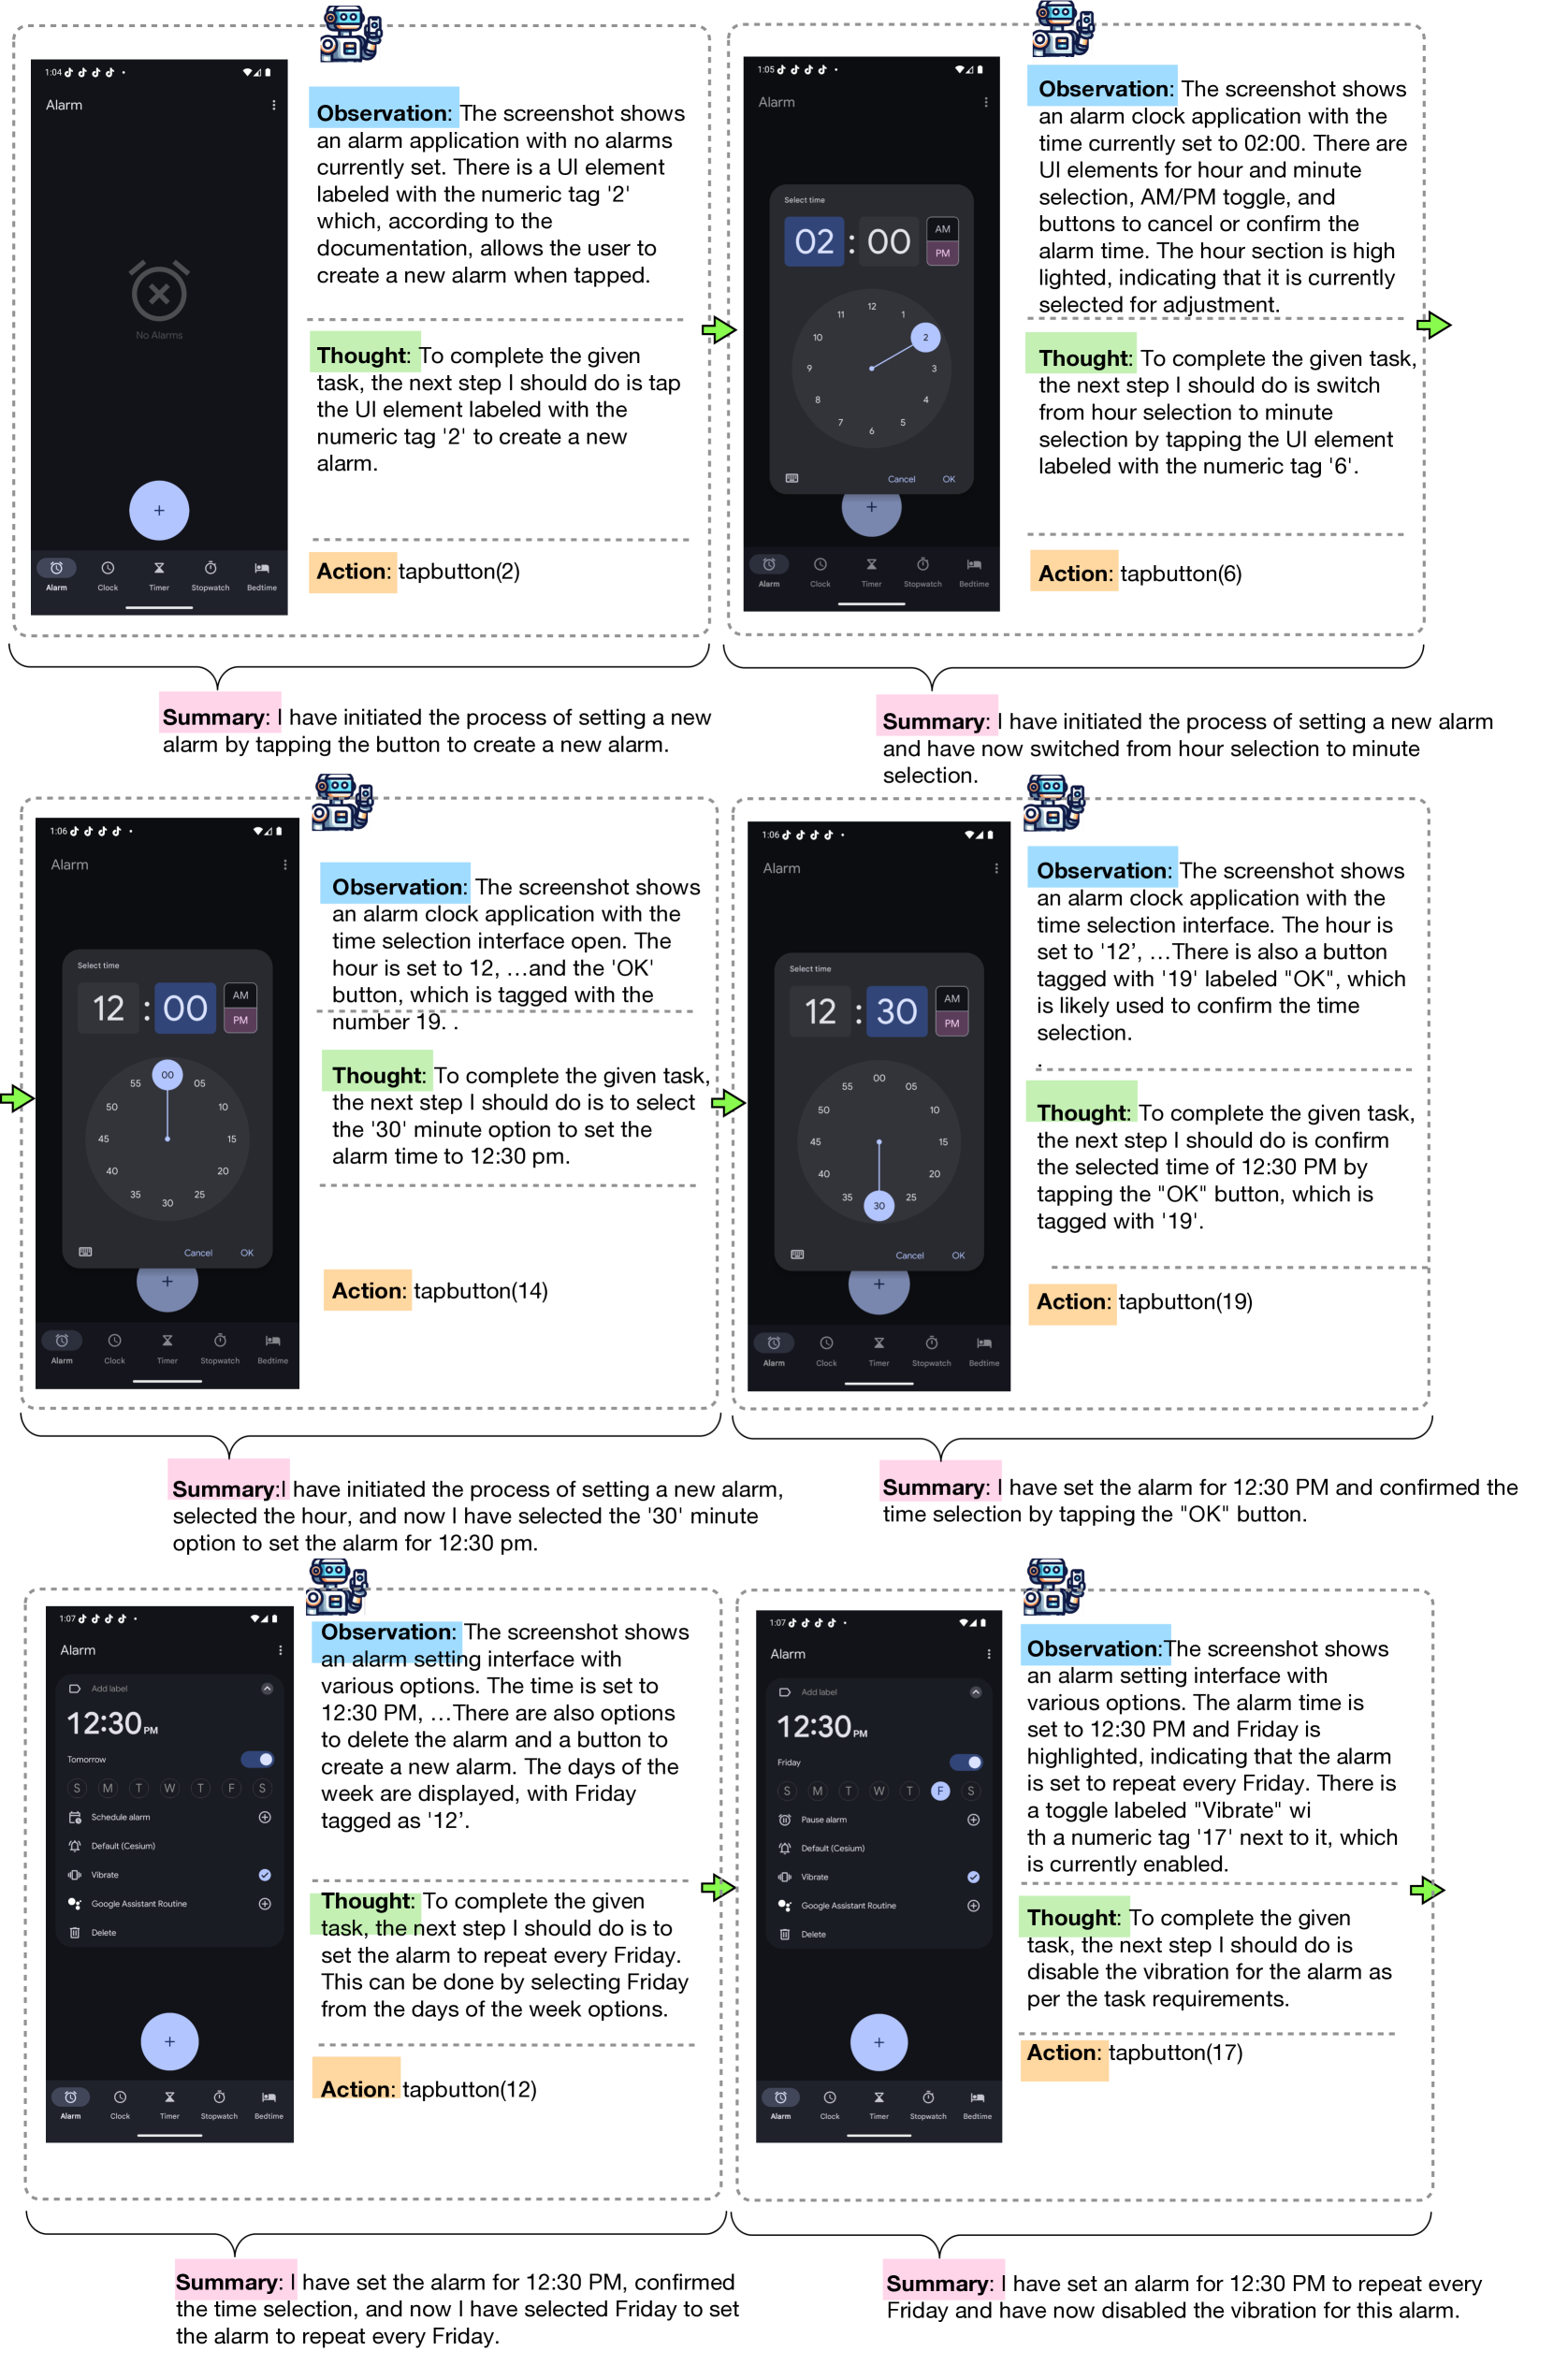 1:04
Alarm
No Alarms
+
Alarm Clock Timer Stopwatch Bedtime
Observation: The screenshot shows
an alarm application with no alarms
currently set. There is a UI element
labeled with the numeric tag '2'
which, according to the
documentation, allows the user to
create a new alarm when tapped.
Thought: To complete the given
task, the next step I should do is tap
the UI element labeled with the
numeric tag '2' to create a new
alarm.
Action: tapbutton(2)
Summary: I have initiated the process of setting a new
alarm by tapping the button to create a new alarm.
1:05
Alarm
Select time
02 : 00 AM
PM
12
11 1
10 2
9 3
8 4
7 5
6
Cancel OK
+
Alarm Clock Timer Stopwatch Bedtime
Observation: The screenshot shows
an alarm clock application with the
time currently set to 02:00. There are
UI elements for hour and minute
selection, AM/PM toggle, and
buttons to cancel or confirm the
alarm time. The hour section is high
lighted, indicating that it is currently
selected for adjustment.
Thought: To complete the given task,
the next step I should do is switch
from hour selection to minute
selection by tapping the UI element
labeled with the numeric tag '6'.
Action: tapbutton(6)
Summary: I have initiated the process of setting a new alarm
and have now switched from hour selection to minute
selection.
1:06
Alarm
Select time
12 : 00 AM
PM
00
55 05
50 10
45 15
40 20
35 25
30
Cancel OK
+
Alarm Clock Timer Stopwatch Bedtime
Observation: The screenshot shows
an alarm clock application with the
time selection interface open. The
hour is set to 12, …and the 'OK'
button, which is tagged with the
number 19. .
Thought: To complete the given task,
the next step I should do is to select
the '30' minute option to set the
alarm time to 12:30 pm.
Action: tapbutton(14)
Summary:I have initiated the process of setting a new alarm,
selected the hour, and now I have selected the '30' minute
option to set the alarm for 12:30 pm.
1:06
Alarm
Select time
12 : 30 AM
PM
00
55 05
50 10
45 15
40 20
35 25
30
Cancel OK
+
Alarm Clock Timer Stopwatch Bedtime
Observation: The screenshot shows
an alarm clock application with the
time selection interface. The hour is
set to '12’, …There is also a button
tagged with '19' labeled "OK", which
is likely used to confirm the time
selection.
.
Thought: To complete the given task,
the next step I should do is confirm
the selected time of 12:30 PM by
tapping the "OK" button, which is
tagged with '19'.
Action: tapbutton(19)
Summary: I have set the alarm for 12:30 PM and confirmed the
time selection by tapping the "OK" button.
1:07
Alarm
Add label
12:30 PM
Tomorrow
S M T W T F S
Schedule alarm
Default (Cesium)
Vibrate
Google Assistant Routine
Delete
+
Alarm Clock Timer Stopwatch Bedtime
Observation: The screenshot shows
an alarm setting interface with
various options. The time is set to
12:30 PM, …There are also options
to delete the alarm and a button to
create a new alarm. The days of the
week are displayed, with Friday
tagged as '12’.
Thought: To complete the given
task, the next step I should do is to
set the alarm to repeat every Friday.
This can be done by selecting Friday
from the days of the week options.
Action: tapbutton(12)
Summary: I have set the alarm for 12:30 PM, confirmed
the time selection, and now I have selected Friday to set
the alarm to repeat every Friday.
1:07
Alarm
Add label
12:30 PM
Friday
S M T W T F S
Pause alarm
Default (Cesium)
Vibrate
Google Assistant Routine
Delete
+
Alarm Clock Timer Stopwatch Bedtime
Observation:The screenshot shows
an alarm setting interface with
various options. The alarm time is
set to 12:30 PM and Friday is
highlighted, indicating that the alarm
is set to repeat every Friday. There is
a toggle labeled "Vibrate" wi
th a numeric tag '17' next to it, which
is currently enabled.
Thought: To complete the given
task, the next step I should do is
disable the vibration for the alarm as
per the task requirements.
Action: tapbutton(17)
Summary: I have set an alarm for 12:30 PM to repeat every
Friday and have now disabled the vibration for this alarm.